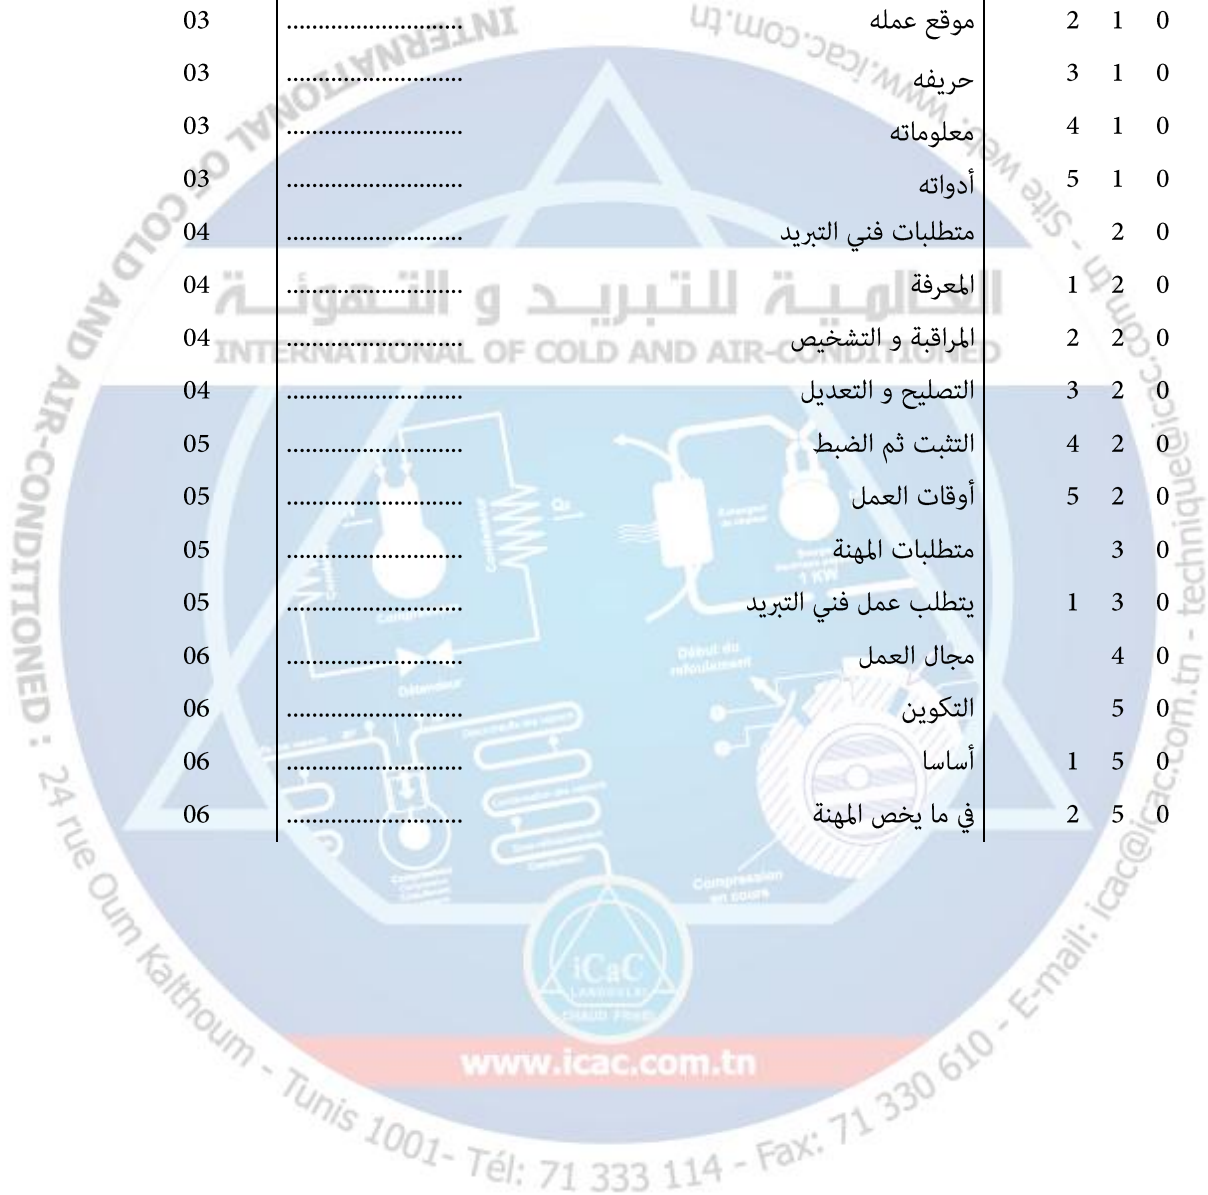 0 1 2 موقع عمله .............................. 03
0 1 3 حريفه .............................. 03
0 1 4 معلوماته .............................. 03
0 1 5 أدواته .............................. 03
0 2 متطلبات فني التبريد .............................. 04
0 2 1 المعرفة .............................. 04
0 2 2 المراقبة و التشخيص .............................. 04
0 2 3 التصليح و التعديل .............................. 04
0 2 4 التثبت ثم الضبط .............................. 05
0 2 5 أوقات العمل .............................. 05
0 3 متطلبات المهنة .............................. 05
0 3 1 يتطلب عمل فني التبريد .............................. 05
0 4 مجال العمل .............................. 06
0 5 التكوين .............................. 06
0 5 1 أساسا .............................. 06
0 5 2 في ما يخص المهنة .............................. 06
العالمية للتبريد و التهوئة
INTERNATIONAL OF COLD AND AIR-CONDITIONED
INTERNATIONAL OF COLD AND AIR-CONDITIONED : 24 rue Oum Kalthoum - Tunis 1001- Tél: 71 333 114 - Fax: 71 330 610 - E-mail: icac@icac.com.tn - technique@icac.com.tn - Site web: www.icac.com.tn
Détendeur
Début du refoulement
1 KW
Compression en cours
iCaC
www.icac.com.tn